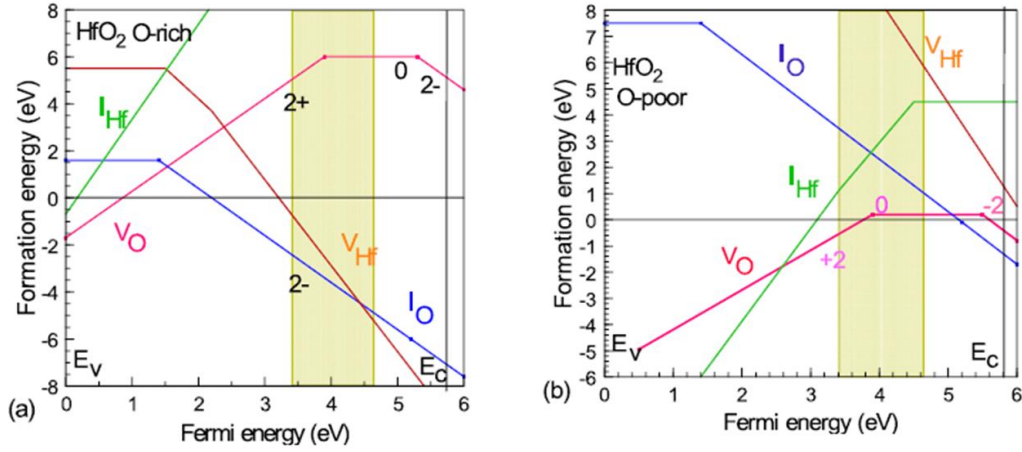 HfO2 O-rich
IHf
VO
2+
0
2-
VHf
2-
IO
Ev
Ec
8
6
4
2
0
-2
-4
-6
-8
0
1
2
3
4
5
6
Formation energy (eV)
Fermi energy (eV)
(a)
HfO2
O-poor
IO
VHf
IHf
0
-2
VO
+2
Ev
Ec
8
7
6
5
4
3
2
1
0
-1
-2
-3
-4
-5
-6
0
1
2
3
4
5
6
Formation energy (eV)
Fermi energy (eV)
(b)